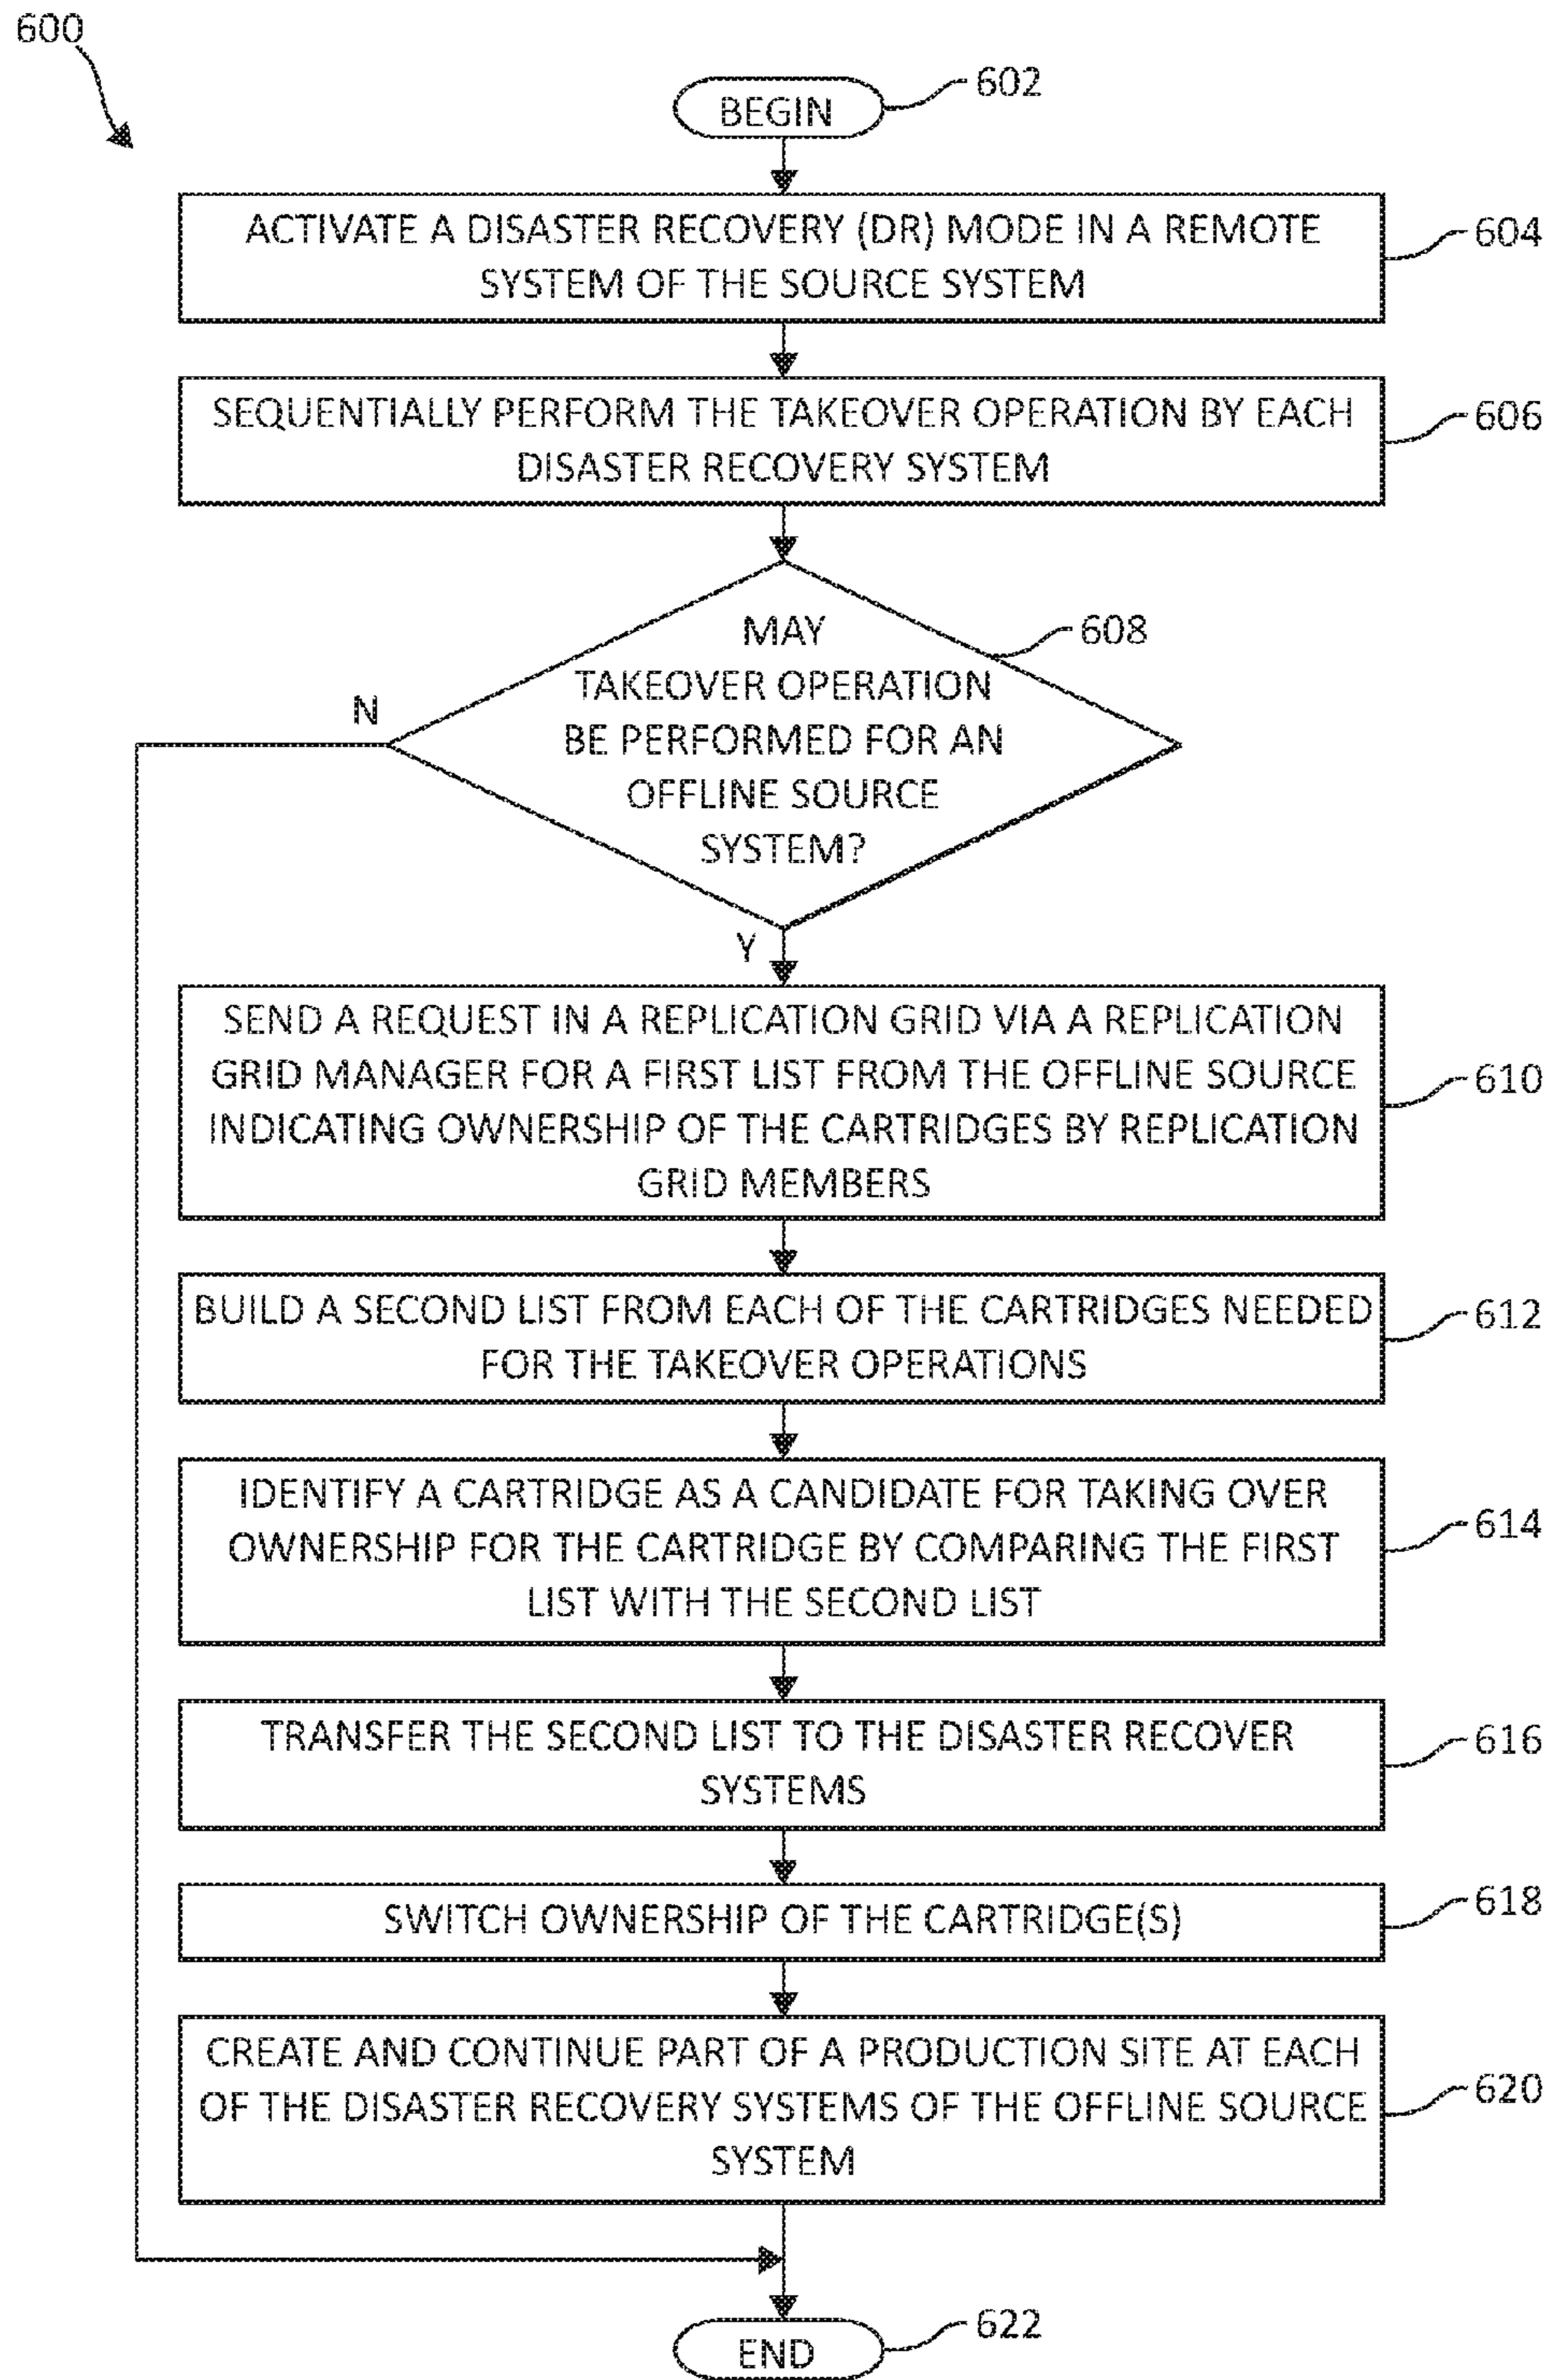 600
BEGIN
602
ACTIVATE A DISASTER RECOVERY (DR) MODE IN A REMOTE
SYSTEM OF THE SOURCE SYSTEM
604
SEQUENTIALLY PERFORM THE TAKEOVER OPERATION BY EACH
DISASTER RECOVERY SYSTEM
606
MAY
TAKEOVER OPERATION
BE PERFORMED FOR AN
OFFLINE SOURCE
SYSTEM?
608
N
Y
SEND A REQUEST IN A REPLICATION GRID VIA A REPLICATION
GRID MANAGER FOR A FIRST LIST FROM THE OFFLINE SOURCE
INDICATING OWNERSHIP OF THE CARTRIDGES BY REPLICATION
GRID MEMBERS
610
BUILD A SECOND LIST FROM EACH OF THE CARTRIDGES NEEDED
FOR THE TAKEOVER OPERATIONS
612
IDENTIFY A CARTRIDGE AS A CANDIDATE FOR TAKING OVER
OWNERSHIP FOR THE CARTRIDGE BY COMPARING THE FIRST
LIST WITH THE SECOND LIST
614
TRANSFER THE SECOND LIST TO THE DISASTER RECOVER
SYSTEMS
616
SWITCH OWNERSHIP OF THE CARTRIDGE(S)
618
CREATE AND CONTINUE PART OF A PRODUCTION SITE AT EACH
OF THE DISASTER RECOVERY SYSTEMS OF THE OFFLINE SOURCE
SYSTEM
620
END
622